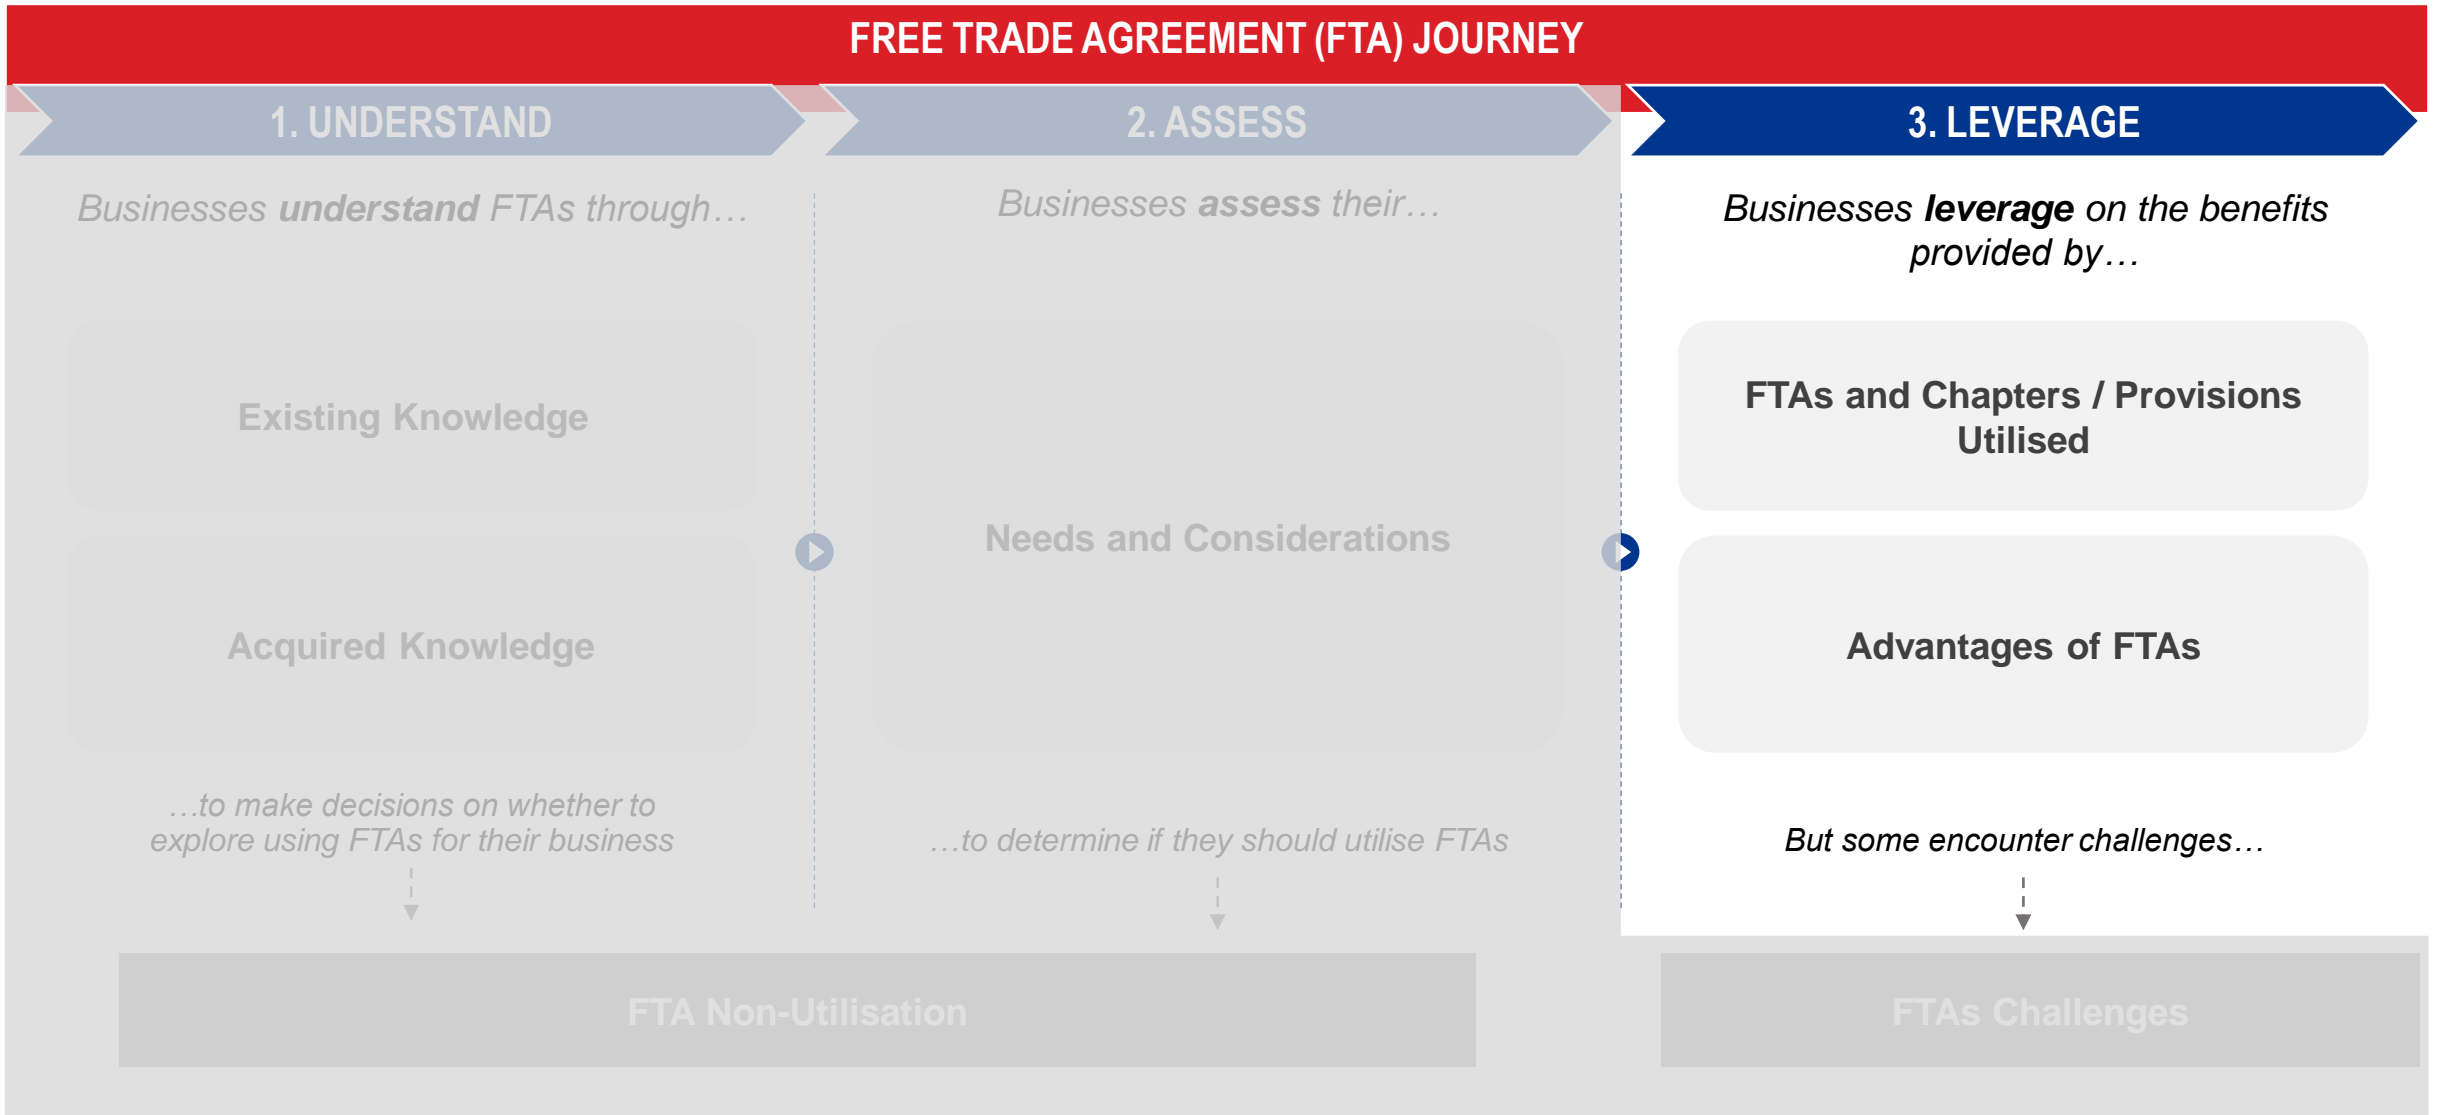 FREE TRADE AGREEMENT (FTA) JOURNEY
1. UNDERSTAND
Businesses understand FTAs through…
Existing Knowledge
Acquired Knowledge
…to make decisions on whether to
explore using FTAs for their business
2. ASSESS
Businesses assess their…
Needs and Considerations
…to determine if they should utilise FTAs
FTA Non-Utilisation
3. LEVERAGE
Businesses leverage on the benefits
provided by…
FTAs and Chapters / Provisions
Utilised
Advantages of FTAs
But some encounter challenges…
FTAs Challenges